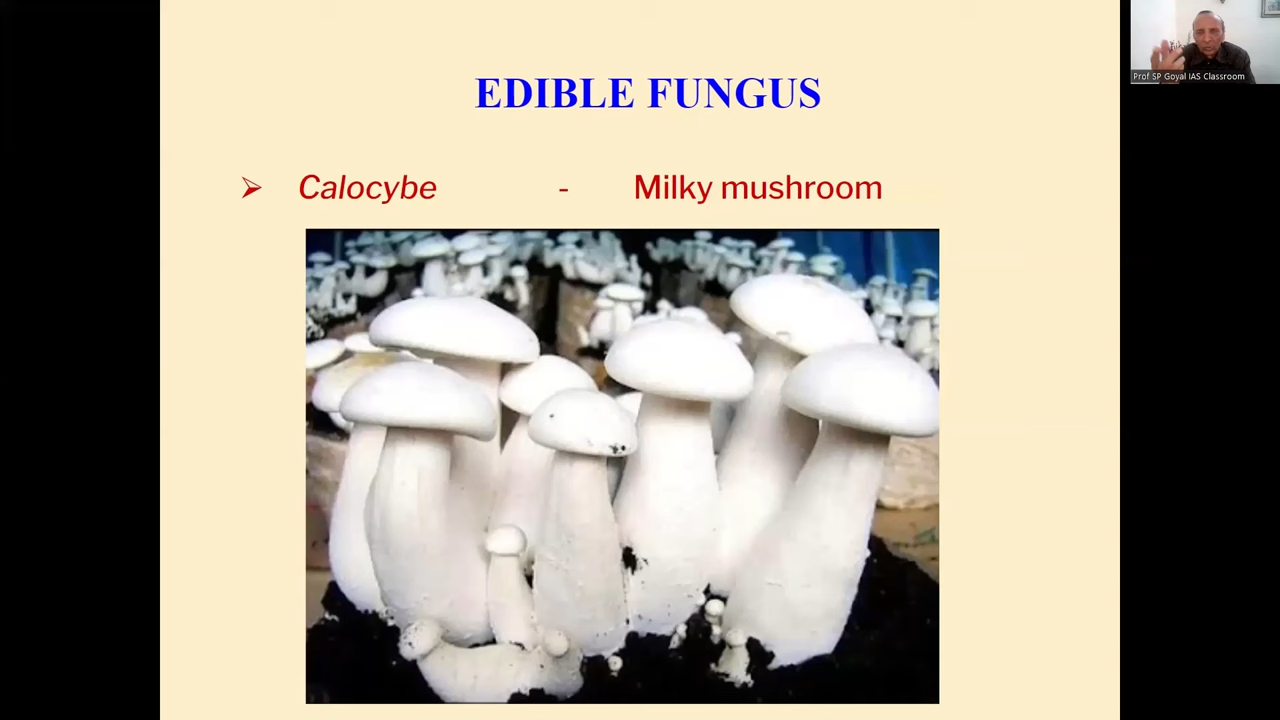 Prof SP Goyal IAS Classroom
EDIBLE FUNGUS
➢ Calocybe - Milky mushroom